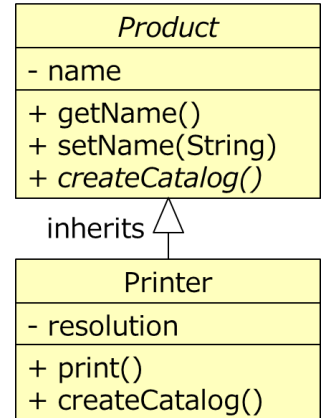 Product
- name
+ getName()
+ setName(String)
+ createCatalog()
inherits
Printer
- resolution
+ print()
+ createCatalog()